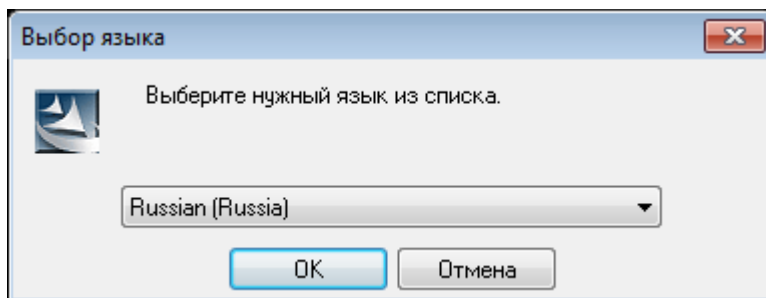 Выбор языка
Выберите нужный язык из списка.
Russian (Russia)
OK
Отмена